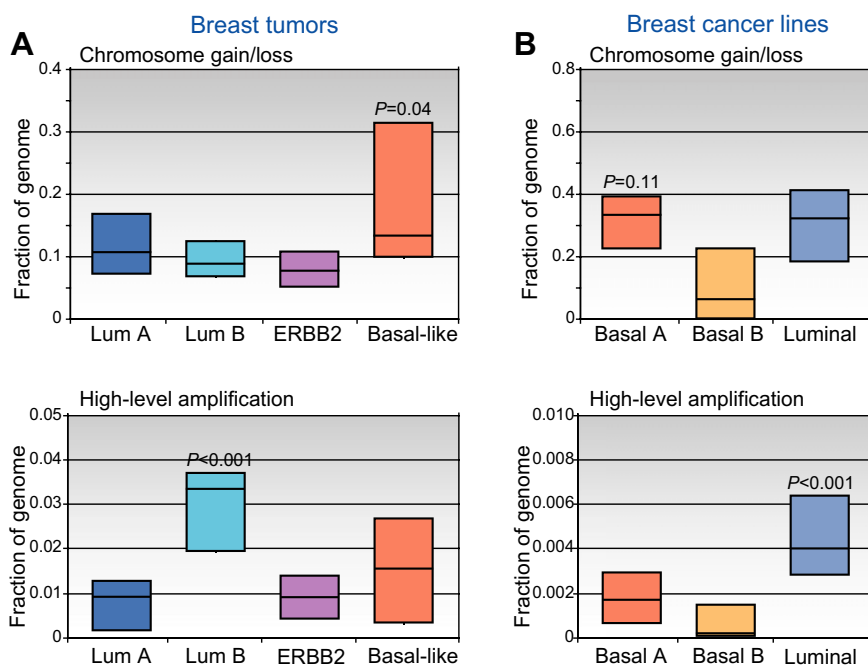 A
Breast tumors
Chromosome gain/loss
Fraction of genome
0.4
0.3
0.2
0.1
0
P=0.04
Lum A
Lum B
ERBB2
Basal-like
High-level amplification
Fraction of genome
0.05
0.04
0.03
0.02
0.01
0
P<0.001
Lum A
Lum B
ERBB2
Basal-like
B
Breast cancer lines
Chromosome gain/loss
Fraction of genome
0.8
0.6
0.4
0.2
0
P=0.11
Basal A
Basal B
Luminal
High-level amplification
Fraction of genome
0.010
0.008
0.006
0.004
0.002
0
P<0.001
Basal A
Basal B
Luminal